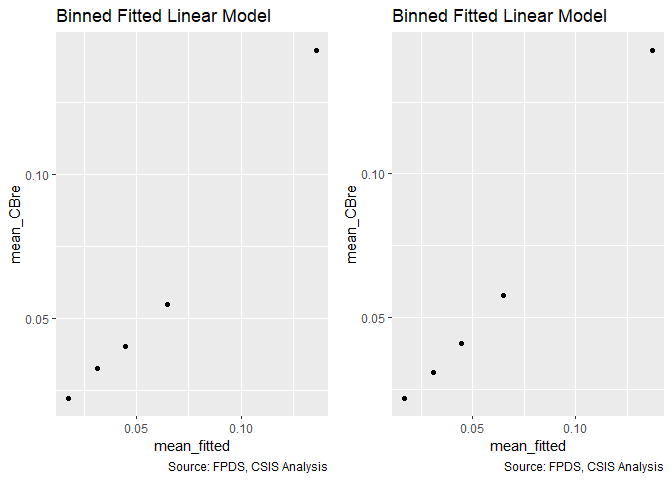 Binned Fitted Linear Model
mean_CBre
0.10
0.05
0.05 0.10
mean_fitted
Source: FPDS, CSIS Analysis
Binned Fitted Linear Model
mean_CBre
0.10
0.05
0.05 0.10
mean_fitted
Source: FPDS, CSIS Analysis